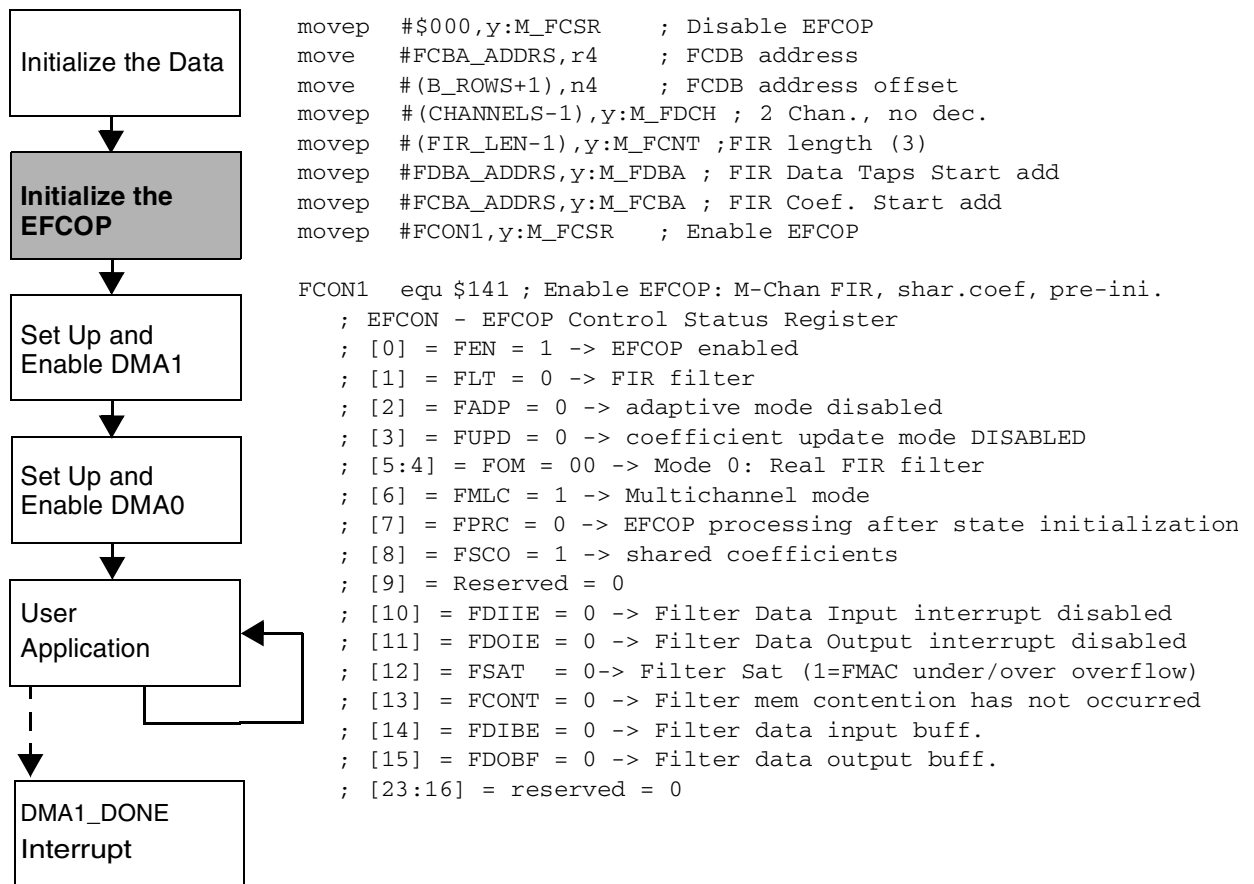 Initialize the Data
Initialize the
EFCOP
Set Up and
Enable DMA1
Set Up and
Enable DMA0
User
Application
DMA1_DONE
Interrupt
movep #$000,y:M_FCSR ; Disable EFCOP
move #FCBA_ADDRS,r4 ; FCDB address
move #(B_ROWS+1),n4 ; FCDB address offset
movep #(CHANNELS-1),y:M_FDCH ; 2 Chan., no dec.
movep #(FIR_LEN-1),y:M_FCNT ;FIR length (3)
movep #FDBA_ADDRS,y:M_FDBA ; FIR Data Taps Start add
movep #FCBA_ADDRS,y:M_FCBA ; FIR Coef. Start add
movep #FCON1,y:M_FCSR ; Enable EFCOP
FCON1 equ $141 ; Enable EFCOP: M-Chan FIR, shar.coef, pre-ini.
; EFCON - EFCOP Control Status Register
; [0] = FEN = 1 -> EFCOP enabled
; [1] = FLT = 0 -> FIR filter
; [2] = FADP = 0 -> adaptive mode disabled
; [3] = FUPD = 0 -> coefficient update mode DISABLED
; [5:4] = FOM = 00 -> Mode 0: Real FIR filter
; [6] = FMLC = 1 -> Multichannel mode
; [7] = FPRC = 0 -> EFCOP processing after state initialization
; [8] = FSCO = 1 -> shared coefficients
; [9] = Reserved = 0
; [10] = FDIIE = 0 -> Filter Data Input interrupt disabled
; [11] = FDOIE = 0 -> Filter Data Output interrupt disabled
; [12] = FSAT = 0-> Filter Sat (1=FMAC under/over overflow)
; [13] = FCONT = 0 -> Filter mem contention has not occurred
; [14] = FDIBE = 0 -> Filter data input buff.
; [15] = FDOBF = 0 -> Filter data output buff.
; [23:16] = reserved = 0